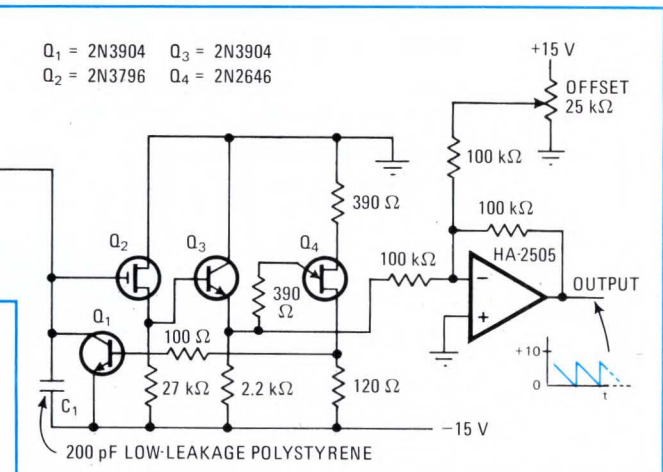 Q1 = 2N3904 Q3 = 2N3904
Q2 = 2N3796 Q4 = 2N2646
+15 V
OFFSET
25 kΩ
100 kΩ
390 Ω
100 kΩ
Q2
Q3
Q4
100 kΩ
HA-2505
390
Ω
−
+
OUTPUT
Q1
100 Ω
C1
27 kΩ
2.2 kΩ
120 Ω
+10
0
t
−15 V
200 pF LOW-LEAKAGE POLYSTYRENE